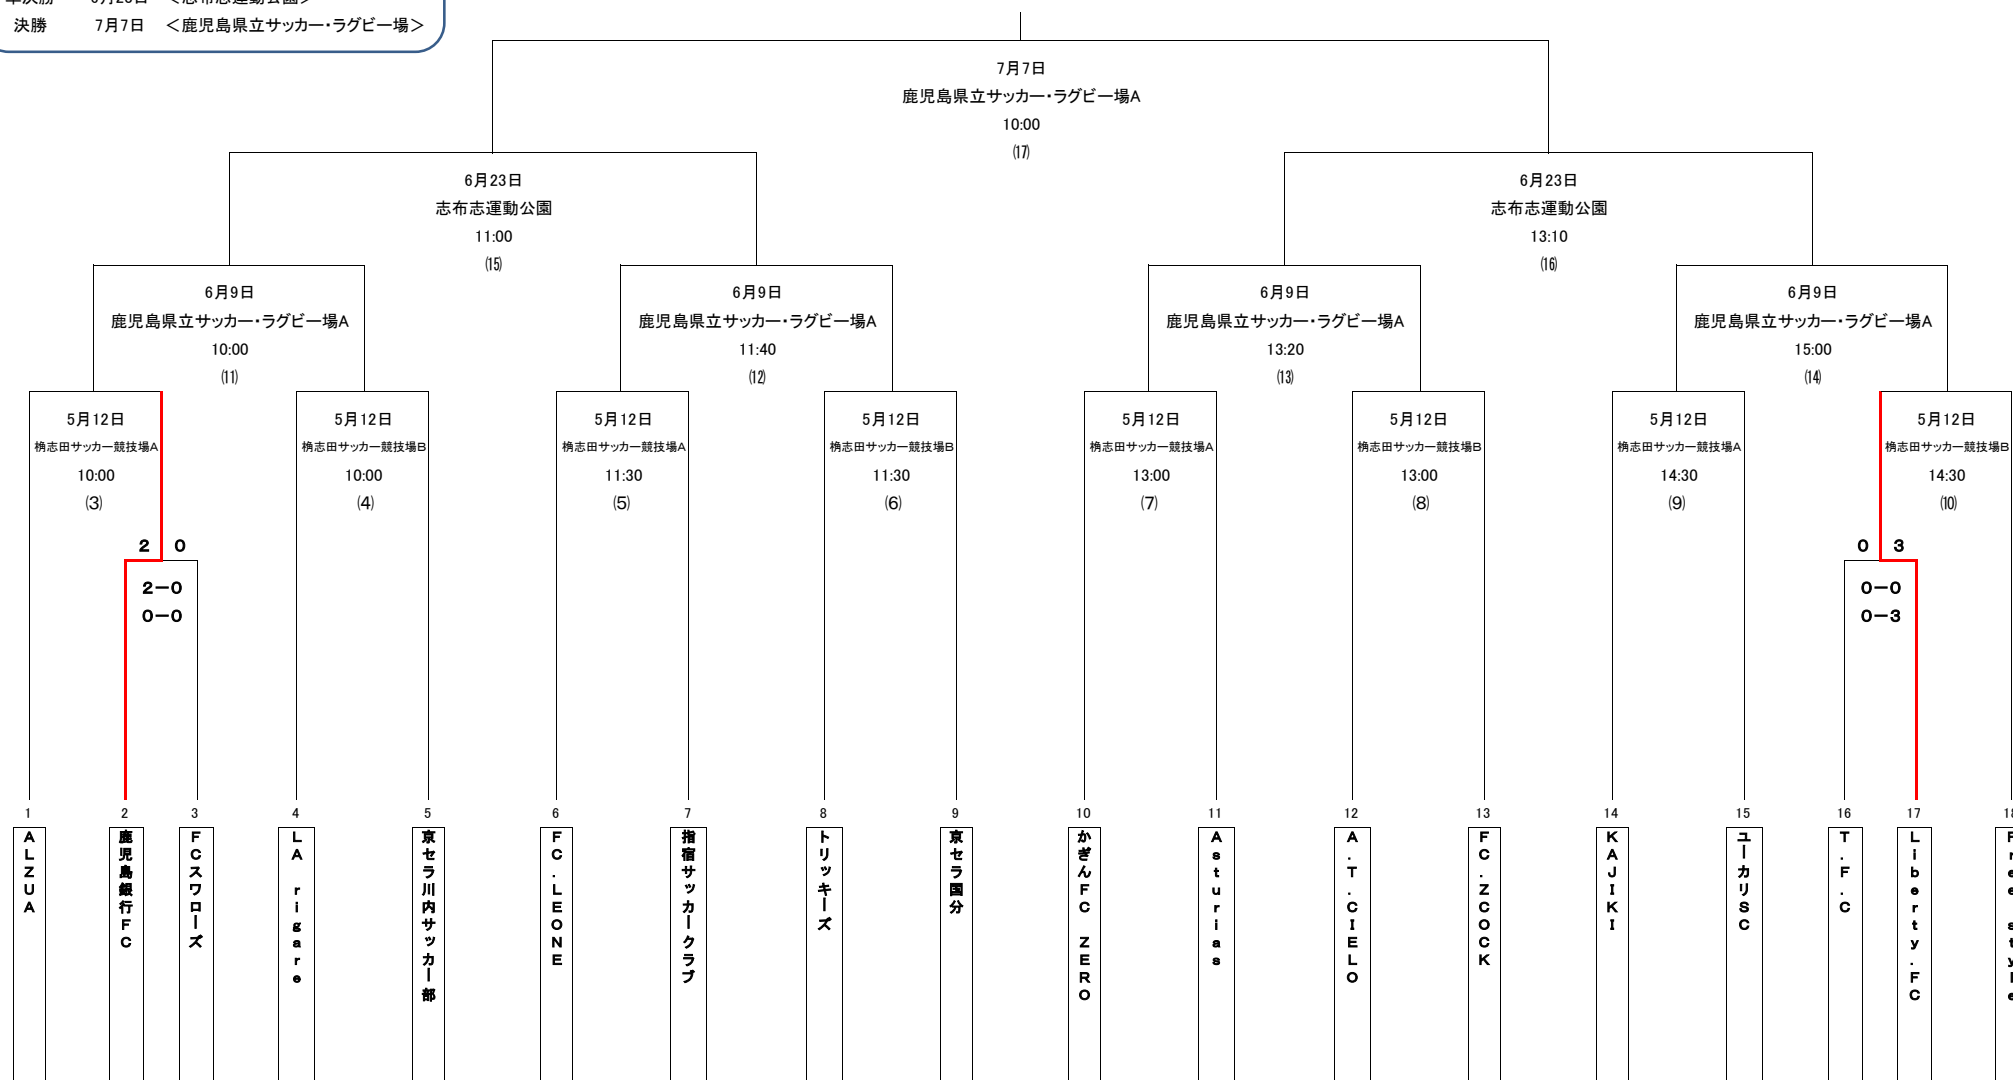 決勝 7月7日 ＜鹿児島県立サッカー・ラグビー場＞
7月7日
鹿児島県立サッカー・ラグビー場A
10:00
(17)
6月23日 6月23日
志布志運動公園 志布志運動公園
11:00 13:10
(15) (16)
6月9日 6月9日 6月9日 6月9日
鹿児島県立サッカー・ラグビー場A 鹿児島県立サッカー・ラグビー場A 鹿児島県立サッカー・ラグビー場A 鹿児島県立サッカー・ラグビー場A
10:00 11:40 13:20 15:00
(11) (12) (13) (14)
5月12日 5月12日 5月12日 5月12日 5月12日 5月12日 5月12日 5月12日
桷志田サッカー競技場A 桷志田サッカー競技場B 桷志田サッカー競技場A 桷志田サッカー競技場B 桷志田サッカー競技場A 桷志田サッカー競技場B 桷志田サッカー競技場A 桷志田サッカー競技場B
10:00 10:00 11:30 11:30 13:00 13:00 14:30 14:30
(3) (4) (5) (6) (7) (8) (9) (10)
2 0 0 3
2－0 0－0
0－0 0－3
1 2 3 4 5 6 7 8 9 10 11 12 13 14 15 16 17 18
ALZUA
鹿児島銀行FC
FCスワローズ
LA rigare
京セラ川内サッカー部
FC.LEONE
指宿サッカークラブ
トリッキーズ
京セラ国分
かぎんFC ZERO
Asturias
A.T.CIELO
FC.ZCOCK
KAJIKI
ユーカリSC
T.F.C
Liberty.FC
Free style